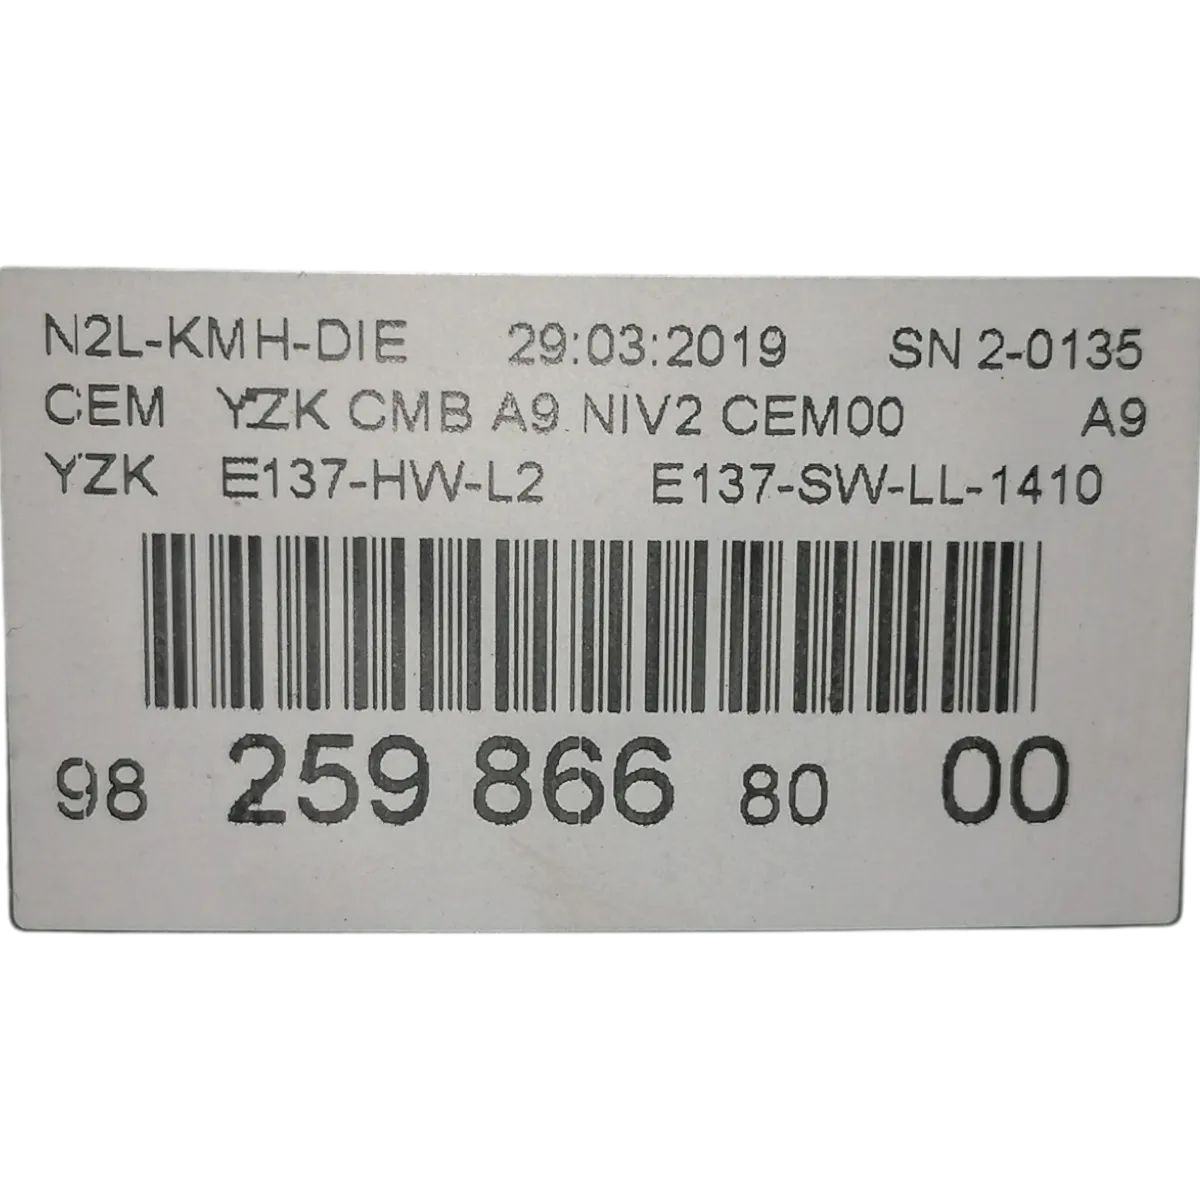 N2L-KMH-DIE 29:03:2019 SN 2-0135
CEM YZK CMB A9 NIV2 CEM00 A9
YZK E137-HW-L2 E137-SW-LL-1410
98 259 866 80 00